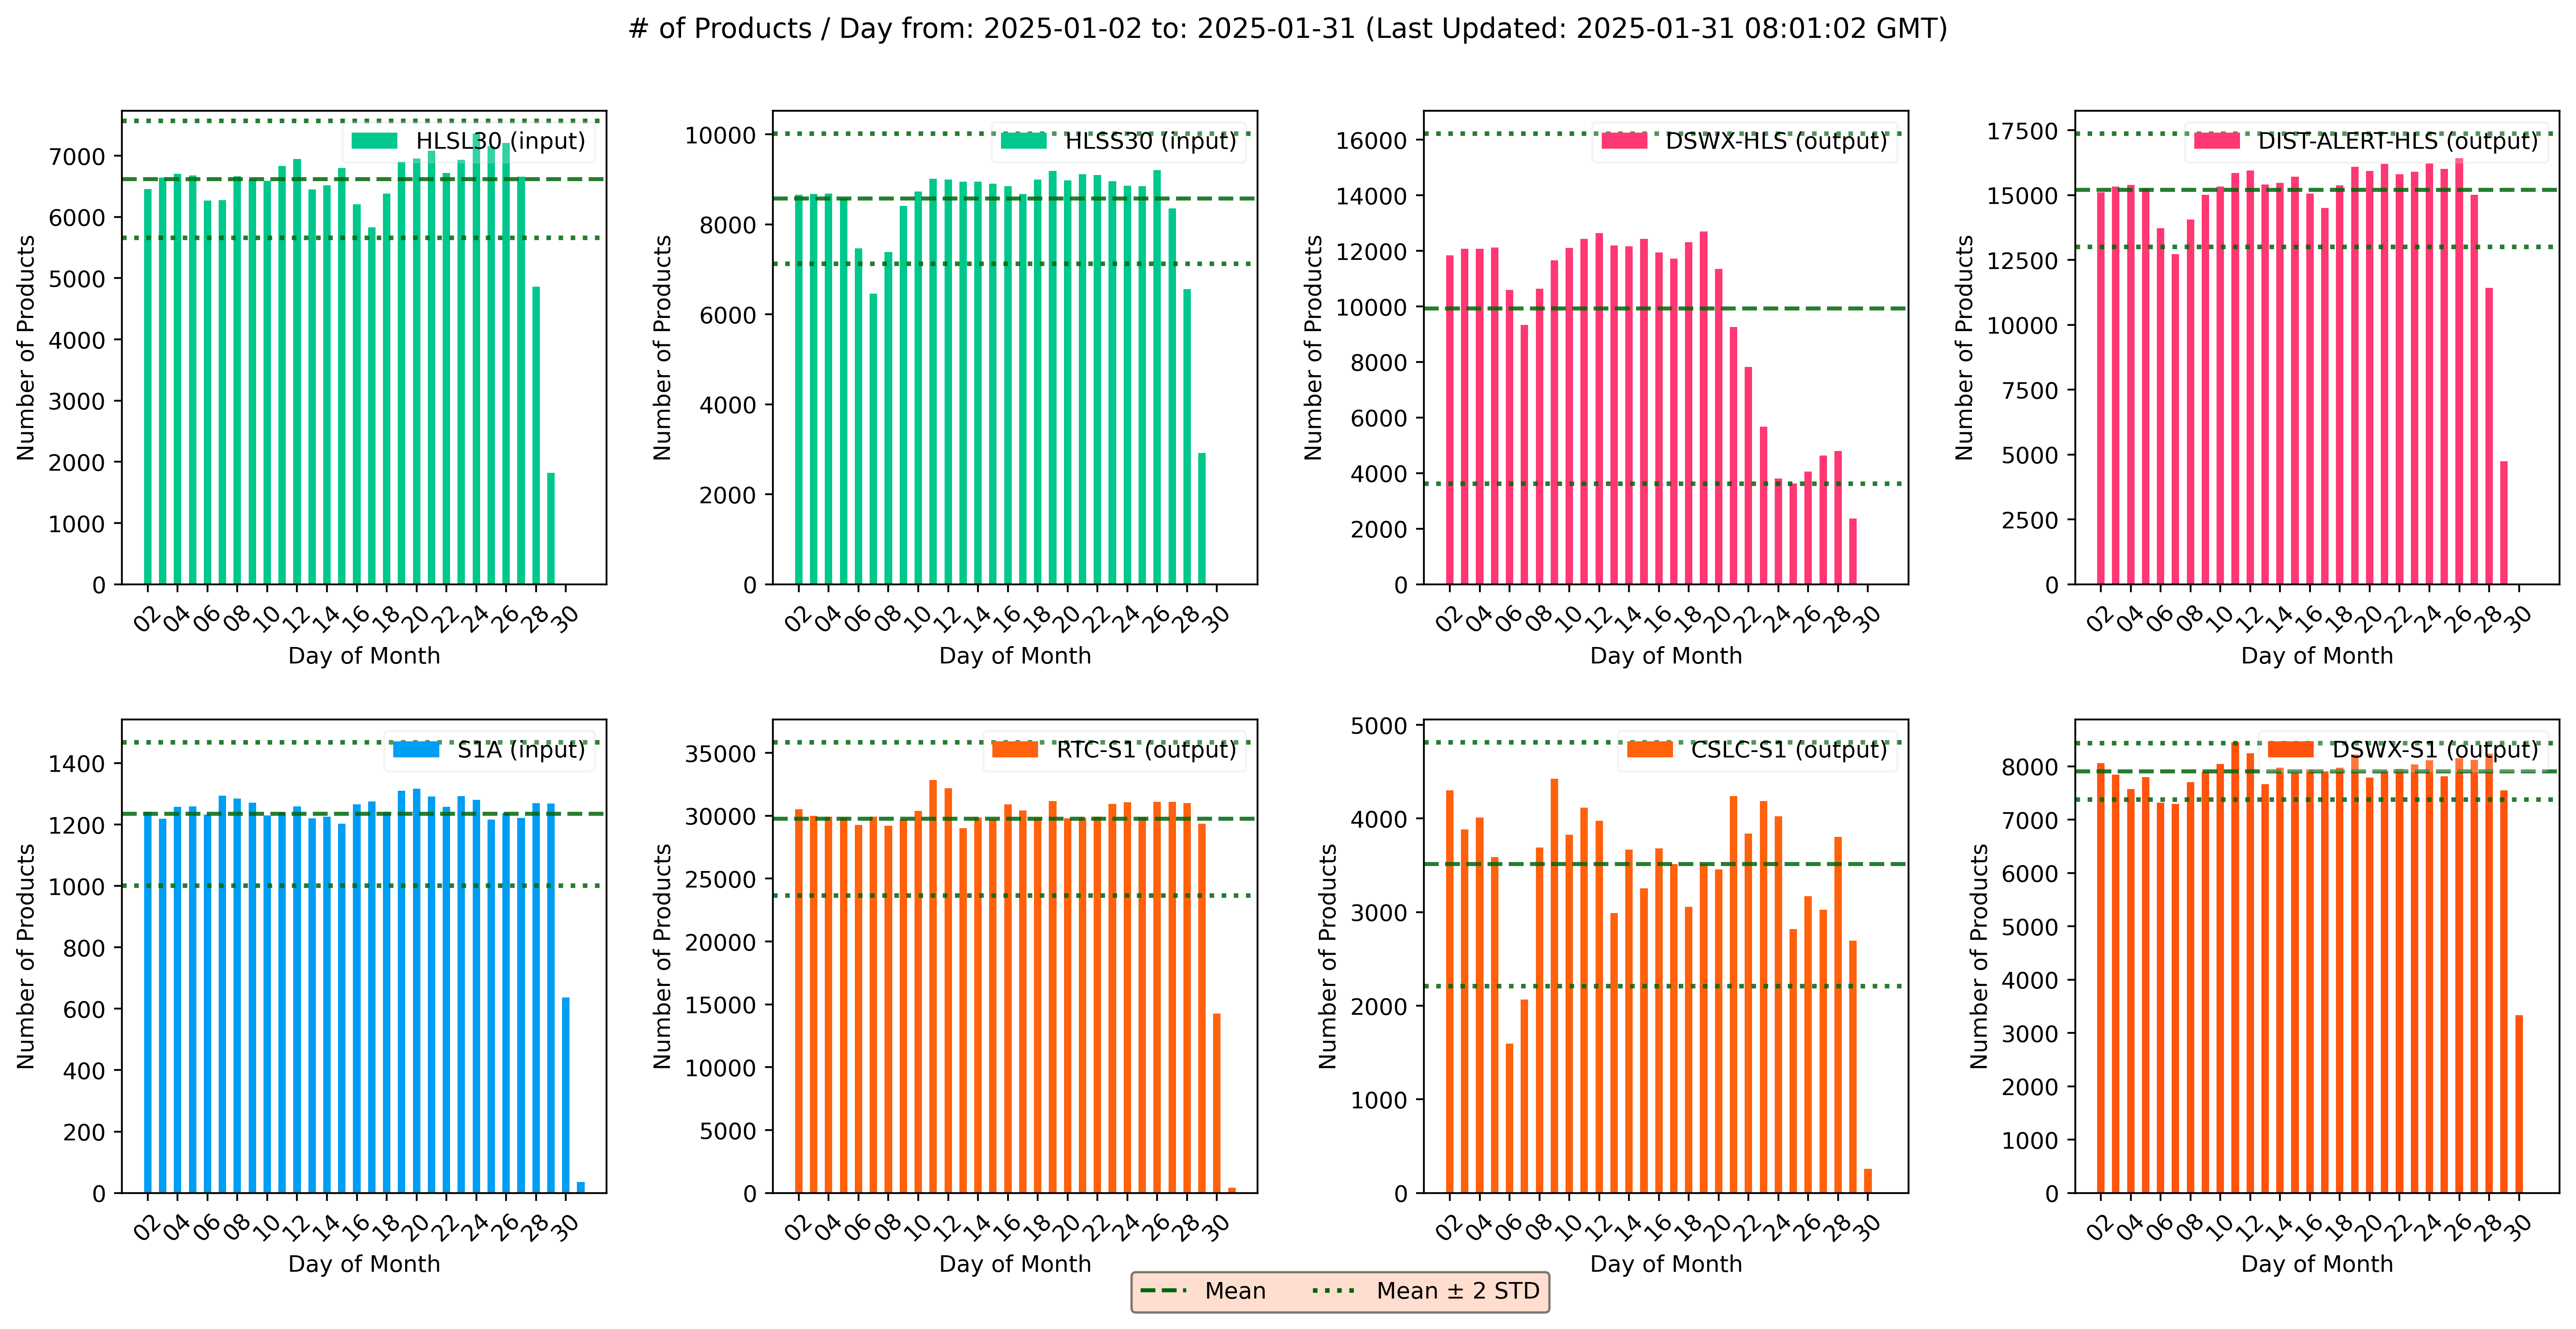 # of Products / Day from: 2025-01-02 to: 2025-01-31 (Last Updated: 2025-01-31 08:01:02 GMT)
HLSL30 (input)
Number of Products
7000
6000
5000
4000
3000
2000
1000
0
02 04 06 08 10 12 14 16 18 20 22 24 26 28 30
Day of Month
HLSS30 (input)
Number of Products
10000
8000
6000
4000
2000
0
02 04 06 08 10 12 14 16 18 20 22 24 26 28 30
Day of Month
DSWX-HLS (output)
Number of Products
16000
14000
12000
10000
8000
6000
4000
2000
0
02 04 06 08 10 12 14 16 18 20 22 24 26 28 30
Day of Month
DIST-ALERT-HLS (output)
Number of Products
17500
15000
12500
10000
7500
5000
2500
0
02 04 06 08 10 12 14 16 18 20 22 24 26 28 30
Day of Month
S1A (input)
Number of Products
1400
1200
1000
800
600
400
200
0
02 04 06 08 10 12 14 16 18 20 22 24 26 28 30
Day of Month
RTC-S1 (output)
Number of Products
35000
30000
25000
20000
15000
10000
5000
0
02 04 06 08 10 12 14 16 18 20 22 24 26 28 30
Day of Month
CSLC-S1 (output)
Number of Products
5000
4000
3000
2000
1000
0
02 04 06 08 10 12 14 16 18 20 22 24 26 28 30
Day of Month
DSWX-S1 (output)
Number of Products
8000
7000
6000
5000
4000
3000
2000
1000
0
02 04 06 08 10 12 14 16 18 20 22 24 26 28 30
Day of Month
Mean Mean ± 2 STD